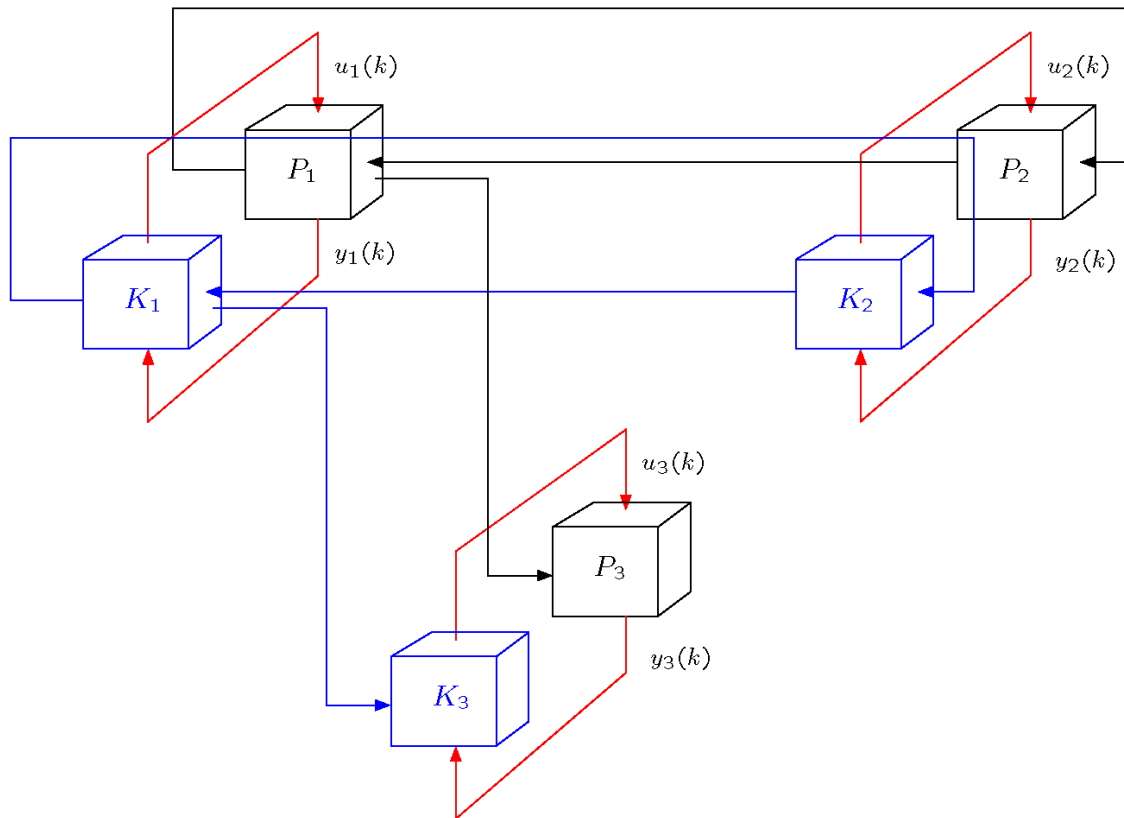 u₁(k)
u₂(k)
P₁
P₂
y₁(k)
y₂(k)
K₁
K₂
u₃(k)
P₃
y₃(k)
K₃